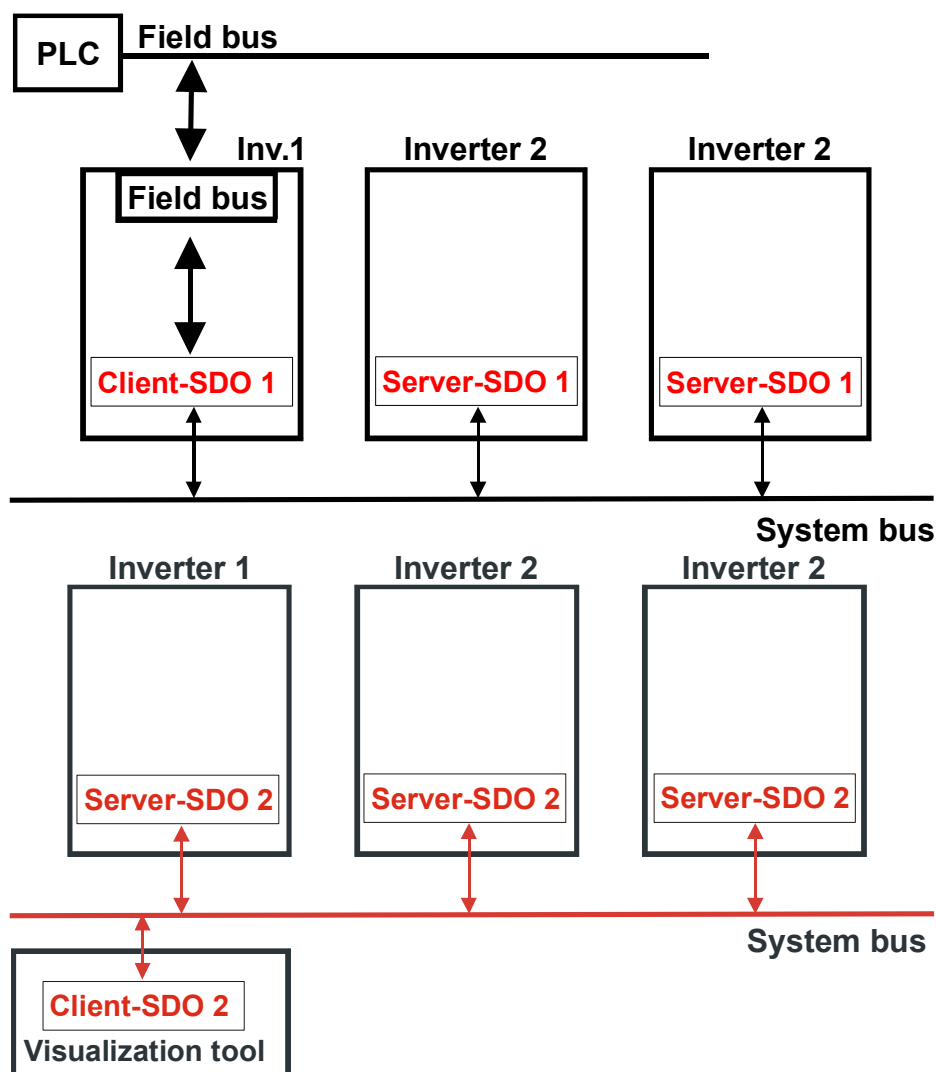 PLC
Field bus
Inv.1
Inverter 2
Inverter 2
Field bus
Client-SDO 1
Server-SDO 1
Server-SDO 1
System bus
Inverter 1
Inverter 2
Inverter 2
Server-SDO 2
Server-SDO 2
Server-SDO 2
System bus
Client-SDO 2
Visualization tool